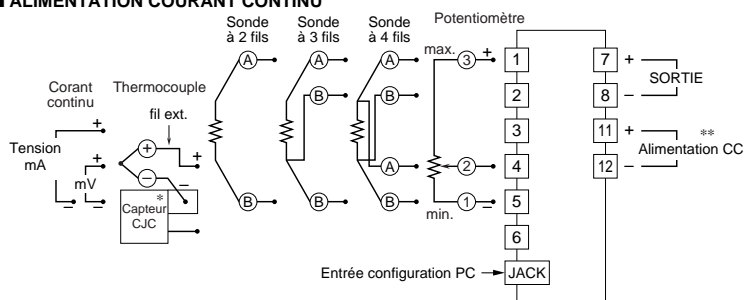 ALIMENTATION COURANT CONTINU
Sonde
à 2 fils
Sonde
à 3 fils
Sonde
à 4 fils
Potentiomètre
Corant
continu
Thermocouple
fil ext.
Tension
mA
+
–
mV
+
–
+
–
+
–
*
Capteur
CJC
A
B
A
B
B
A
B
A
B
max.
3
+
2
min.
1
–
1
2
3
4
5
6
Entrée configuration PC
JACK
7
+
8
–
SORTIE
11
+
12
–
**
Alimentation CC